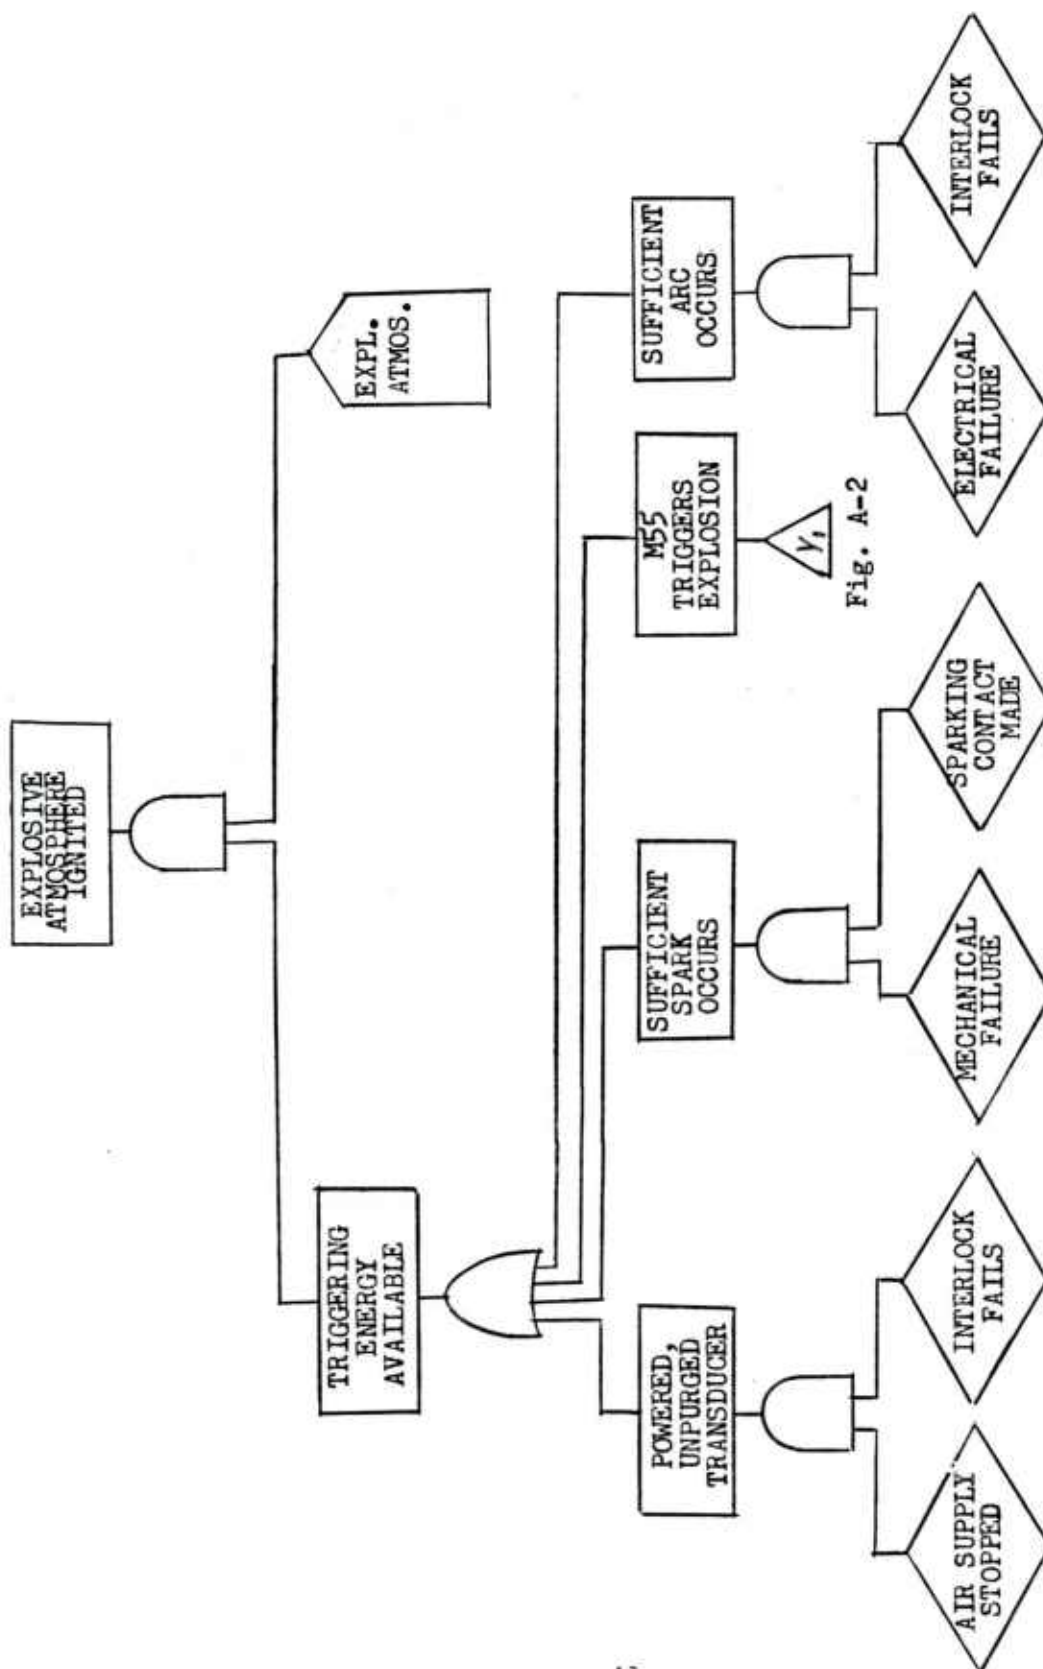 EXPLOSIVE
ATMOSPHERE
IGNITED
TRIGGERING
ENERGY
AVAILABLE
EXPL.
ATMOS.
POWERED,
UNPURGED
TRANSDUCER
SUFFICIENT
SPARK
OCCURS
M55
TRIGGERS
EXPLOSION
SUFFICIENT
ARC
OCCURS
Y1
Fig. A-2
AIR SUPPLY
STOPPED
INTERLOCK
FAILS
MECHANICAL
FAILURE
SPARKING
CONTACT
MADE
ELECTRICAL
FAILURE
INTERLOCK
FAILS